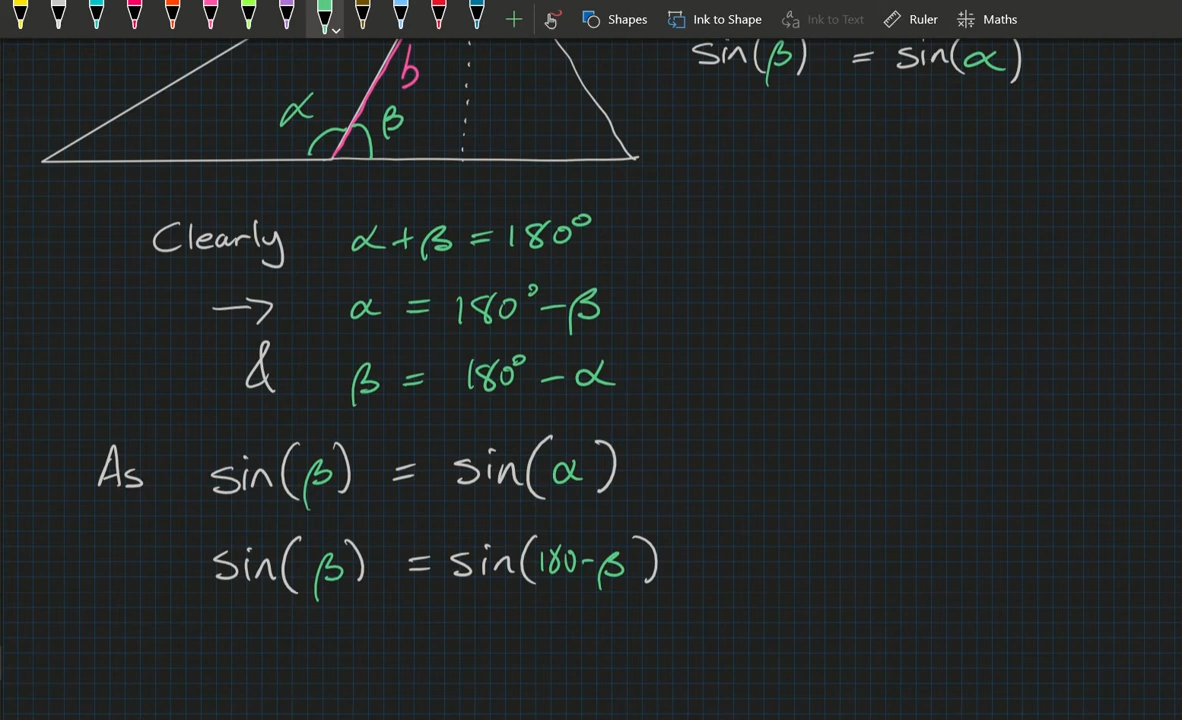 Shapes Ink to Shape Ink to Text Ruler Maths
sin(β) = sin(α)
b
α
β
Clearly α + β = 180°
→ α = 180° - β
& β = 180° - α
As sin(β) = sin(α)
sin(β) = sin(180-β)